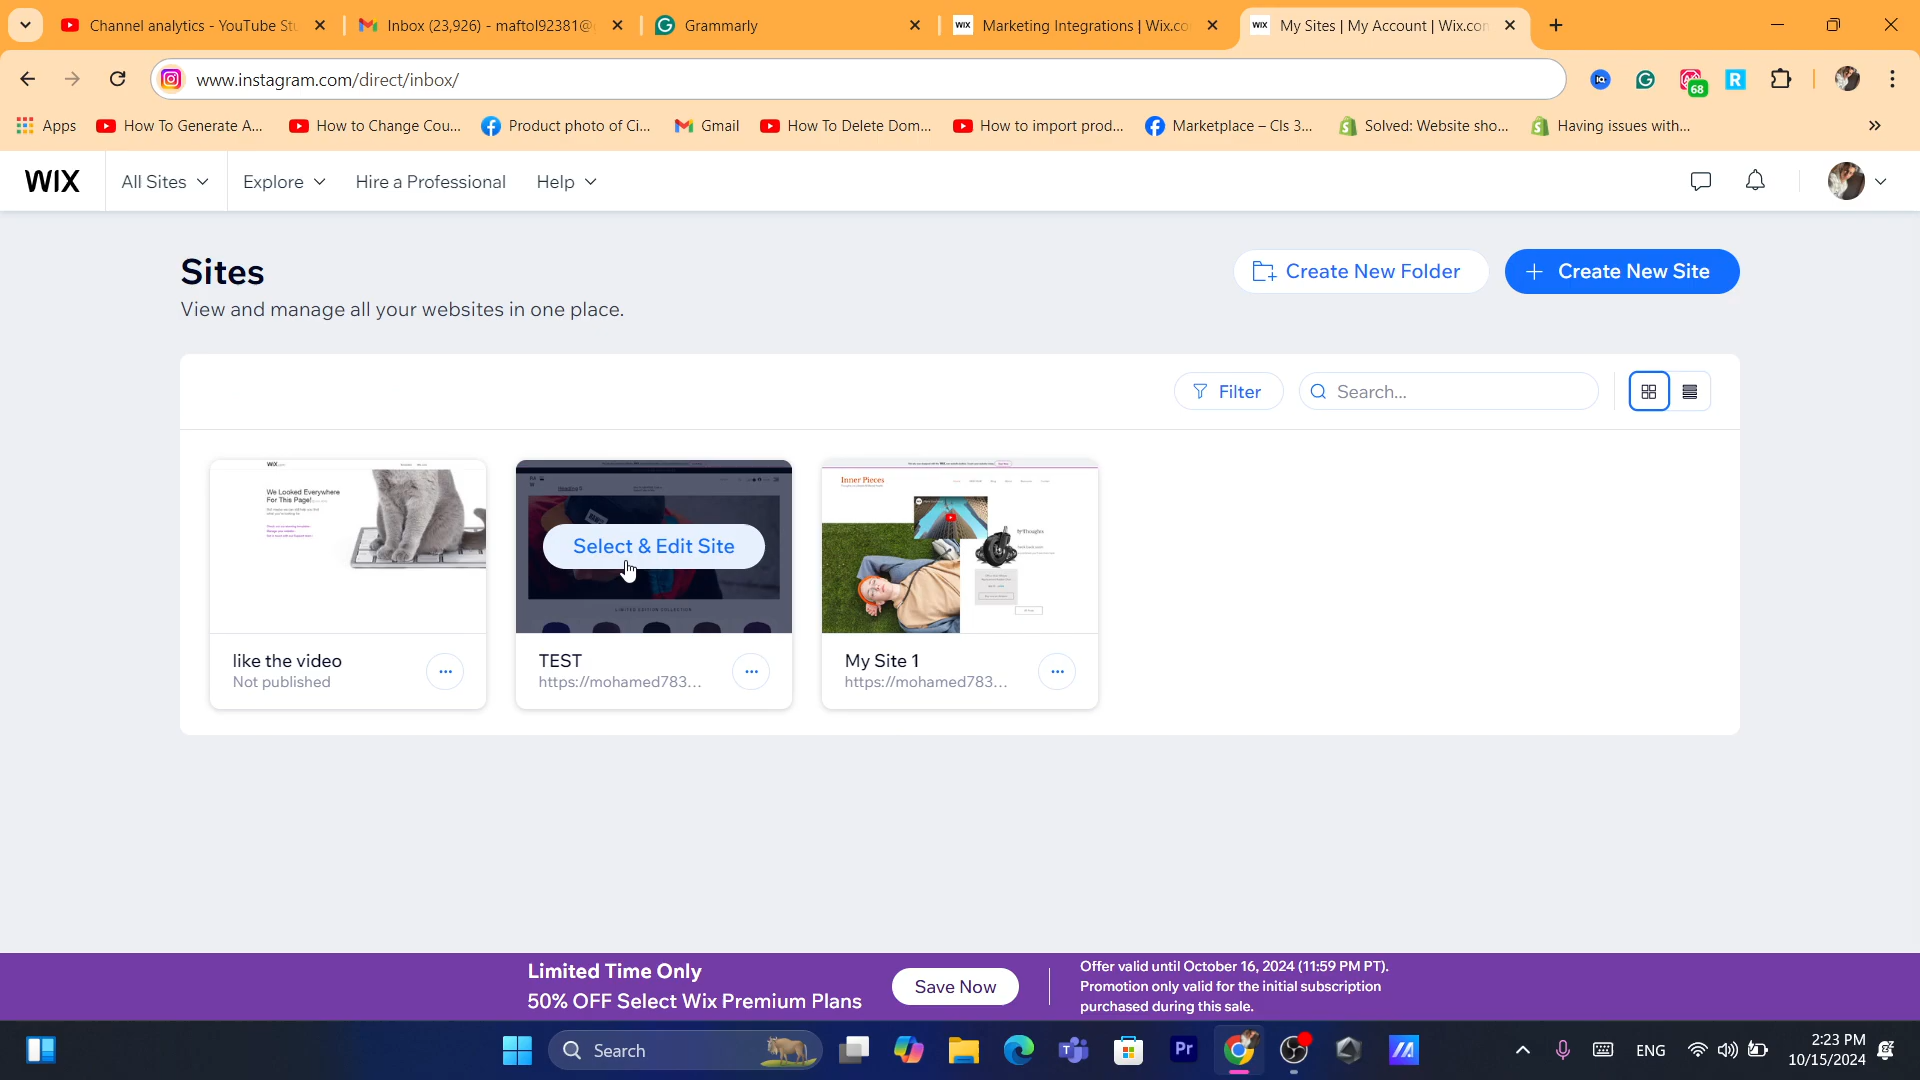 Channel analytics - YouTube Stu
Inbox (23,926) - maftol92381@
Grammarly
WIX
Marketing Integrations | Wix.co
WIX
My Sites | My Account | Wix.con
www.instagram.com/direct/inbox/
68
Apps
How To Generate A...
How to Change Cou...
Product photo of Ci...
Gmail
How To Delete Dom...
How to import prod...
Marketplace – Cls 3...
Solved: Website sho...
Having issues with...
WIX
All Sites
Explore
Hire a Professional
Help
Sites
View and manage all your websites in one place.
Create New Folder
+ Create New Site
Filter
Search...
We Looked Everywhere
For This Page!
Select & Edit Site
LIMITED EDITION COLLECTION
Inner Pieces
like the video
Not published
TEST
https://mohamed783...
My Site 1
https://mohamed783...
Limited Time Only
50% OFF Select Wix Premium Plans
Save Now
Offer valid until October 16, 2024 (11:59 PM PT).
Promotion only valid for the initial subscription
purchased during this sale.
Search
Pr
ENG
2:23 PM
10/15/2024